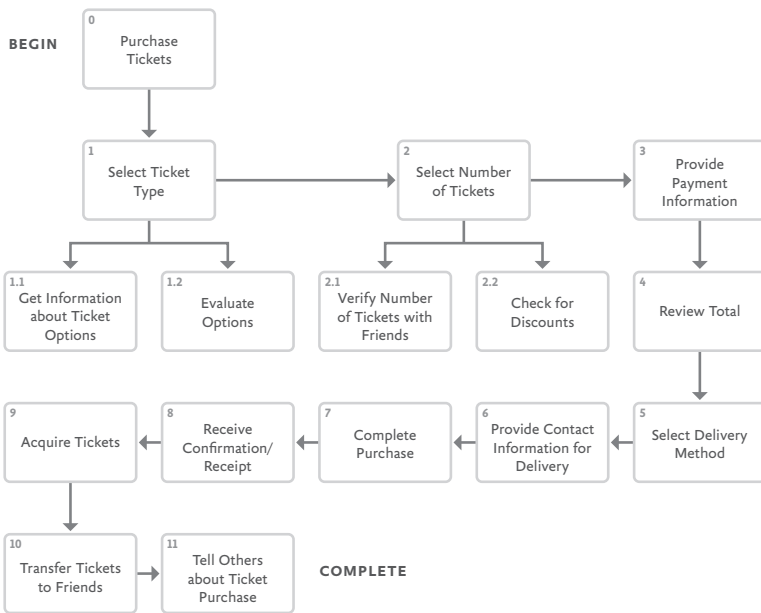 BEGIN
0
Purchase
Tickets
1
Select Ticket
Type
2
Select Number
of Tickets
3
Provide
Payment
Information
1.1
Get Information
about Ticket
Options
1.2
Evaluate
Options
2.1
Verify Number
of Tickets with
Friends
2.2
Check for
Discounts
4
Review Total
9
Acquire Tickets
8
Receive
Confirmation/
Receipt
7
Complete
Purchase
6
Provide Contact
Information for
Delivery
5
Select Delivery
Method
10
Transfer Tickets
to Friends
11
Tell Others
about Ticket
Purchase
COMPLETE